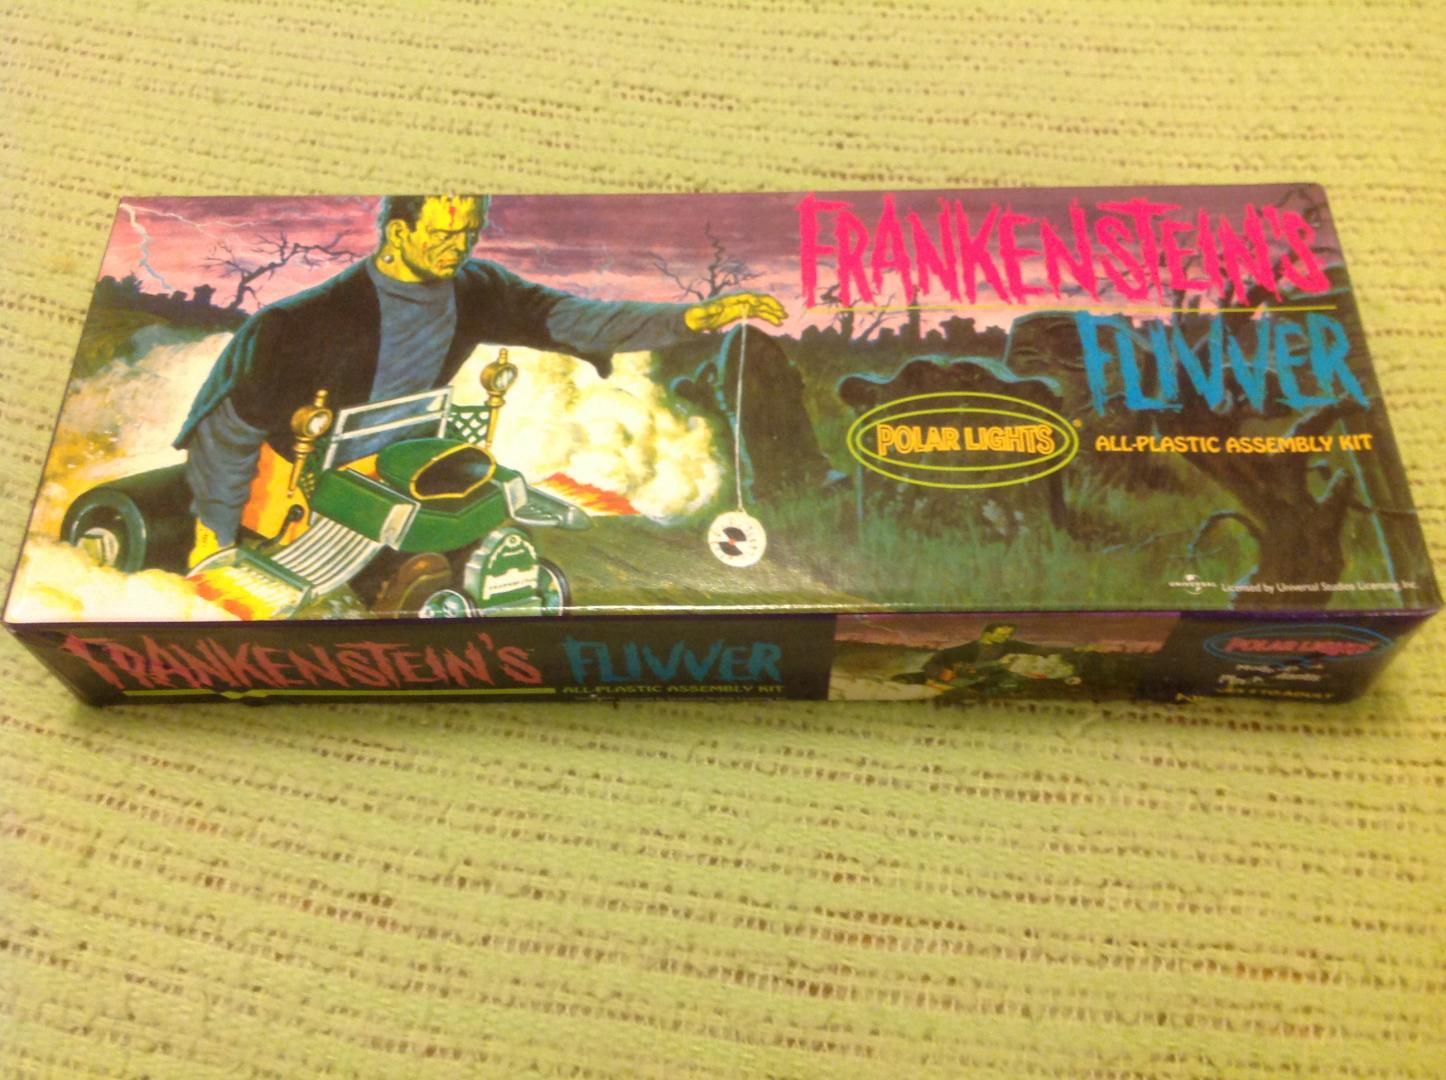 FRANKENSTEIN'S
FLIVVER
POLAR LIGHTS®
ALL-PLASTIC ASSEMBLY KIT
UNIVERSAL
Licensed by Universal Studios Licensing, Inc.
FRANKENSTEIN'S FLIVVER
ALL-PLASTIC ASSEMBLY KIT
POLAR LIGHTS